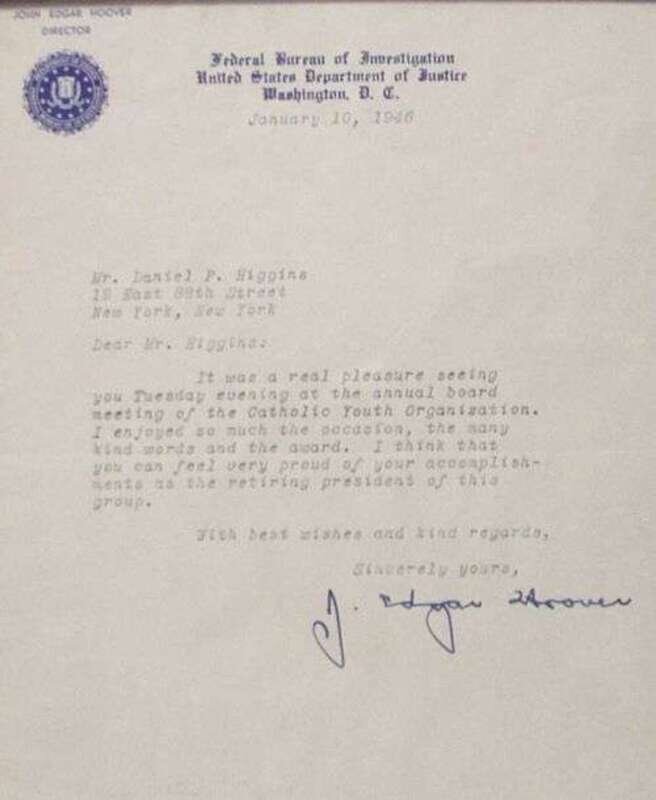 JOHN EDGAR HOOVER
DIRECTOR
Federal Bureau of Investigation
United States Department of Justice
Washington, D. C.
January 10, 1946
Mr. Daniel P. Higgins
East 88th Street
New York, New York
Dear Mr. Higgins:
It was a real pleasure seeing
you Tuesday evening at the annual board
meeting of the Catholic Youth Organization.
I enjoyed so much the occasion, the many
kind words and the award. I think that
you can feel very proud of your accomplish-
ments as the retiring president of this
group.
With best wishes and kind regards,
Sincerely yours,
J. Edgar Hoover